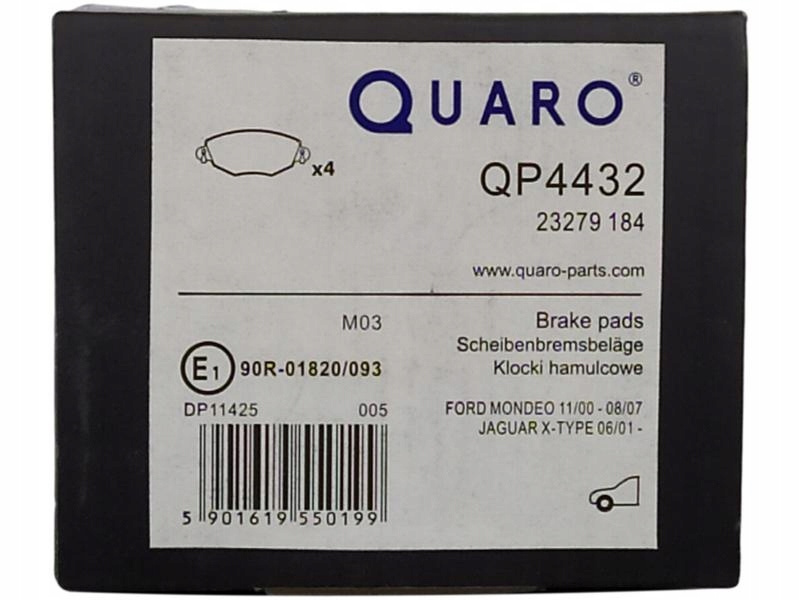 QUARO®
x4
QP4432
23279 184
www.quaro-parts.com
M03
Brake pads
Scheibenbremsbeläge
Klocki hamulcowe
E1 90R-01820/093
DP11425 005
FORD MONDEO 11/00 - 08/07
JAGUAR X-TYPE 06/01 -
5 901619 550199